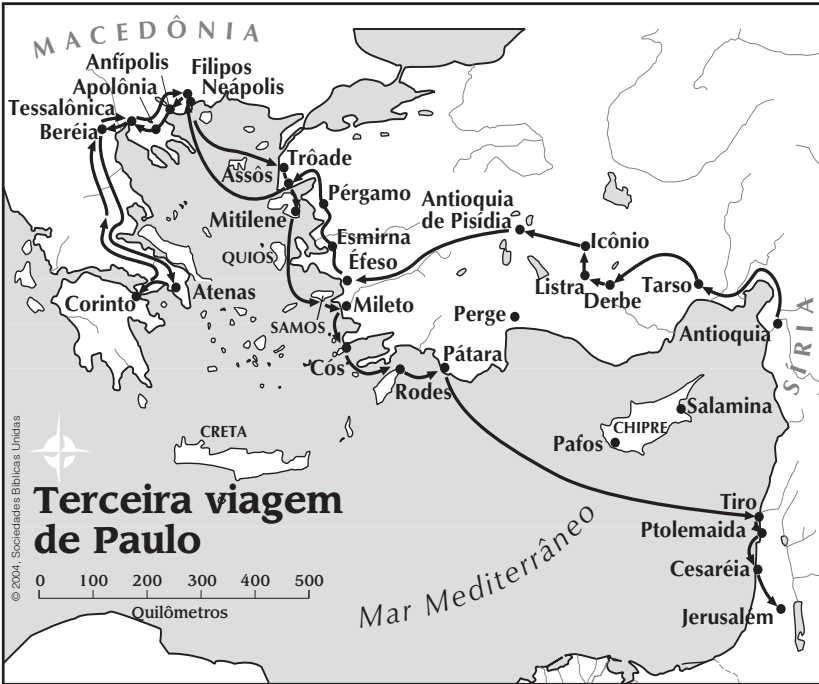 MACEDÔNIA
Anfípolis
Filipos
Apolônia
Neápolis
Tessalônica
Beréia
Trôade
Assôs
Pérgamo
Antioquia
de Pisídia
Mitilene
Icônio
QUIOS
Esmirna
Éfeso
Listra
Derbe
Tarso
Corinto
Atenas
Mileto
SAMOS
Perge
Antioquia
SÍRIA
Cós
Pátara
Rodes
CRETA
Salamina
CHIPRE
Pafos
Terceira viagem
de Paulo
Tiro
Ptolemaida
Cesaréia
Jerusalém
Mar Mediterrâneo
0 100 200 300 400 500
Quilômetros
© 2004, Sociedades Bíblicas Unidas